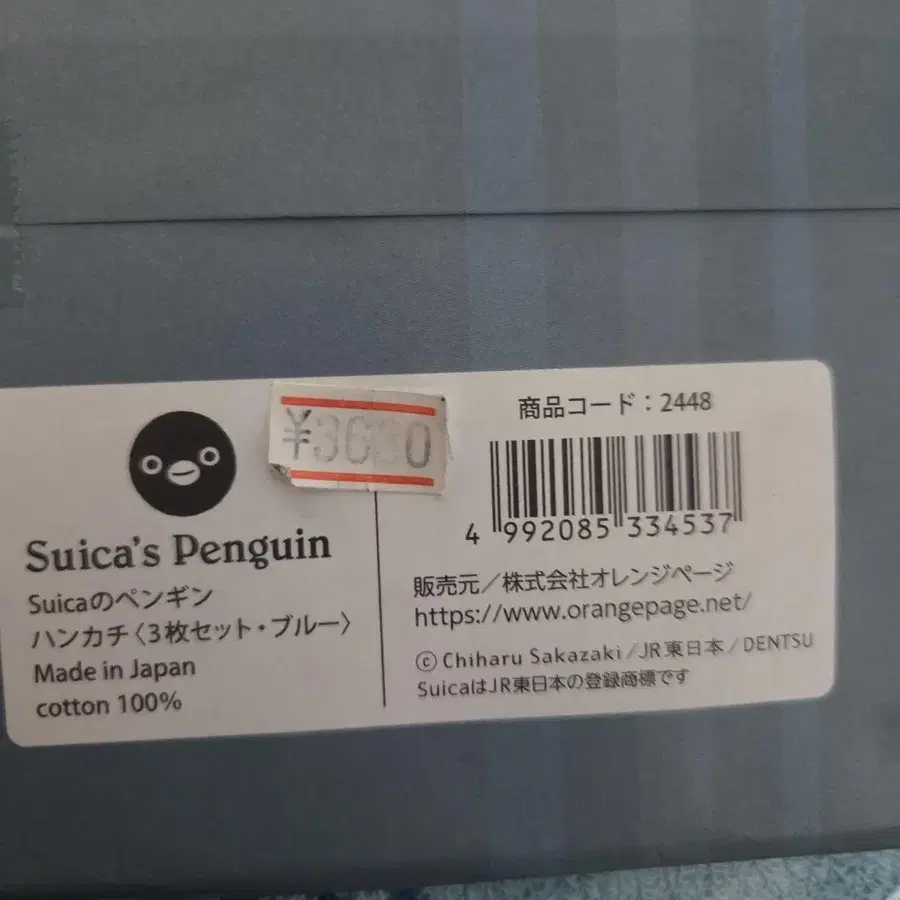 ¥3630
Suica's Penguin
Suicaのペンギン
ハンカチ〈3枚セット・ブルー〉
Made in Japan
cotton 100%
商品コード：2448
4 992085 334537
販売元／株式会社オレンジページ
https://www.orangepage.net/
Ⓒ Chiharu Sakazaki/JR東日本/DENTSU
SuicaはJR東日本の登録商標です